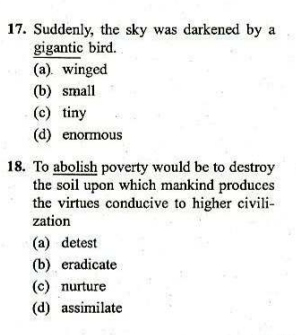 17. Suddenly, the sky was darkened by a
gigantic bird.
(a). winged
(b) small
(c) tiny
(d) enormous
18. To abolish poverty would be to destroy
the soil upon which mankind produces
the virtues conducive to higher civili-
zation
(a) detest
(b) eradicate
(c) nurture
(d) assimilate